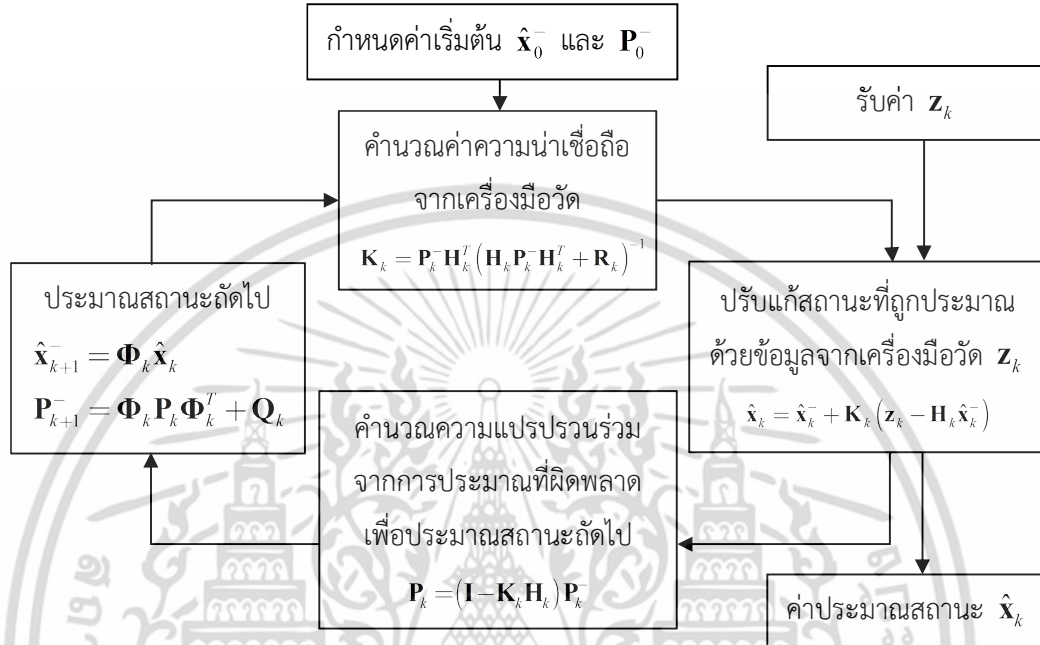 กำหนดค่าเริ่มต้น x̂₀⁻ และ P₀⁻
รับค่า z_k
คำนวณค่าความน่าเชื่อถือ
จากเครื่องมือวัด
K_k = P_k⁻ H_k^T (H_k P_k⁻ H_k^T + R_k)⁻¹
ปรับแก้สถานะที่ถูกประมาณ
ด้วยข้อมูลจากเครื่องมือวัด z_k
x̂_k = x̂_k⁻ + K_k (z_k − H_k x̂_k⁻)
ค่าประมาณสถานะ x̂_k
คำนวณความแปรปรวนร่วม
จากการประมาณที่ผิดพลาด
เพื่อประมาณสถานะถัดไป
P_k = (I − K_k H_k) P_k⁻
ประมาณสถานะถัดไป
x̂_{k+1}⁻ = Φ_k x̂_k
P_{k+1}⁻ = Φ_k P_k Φ_k^T + Q_k